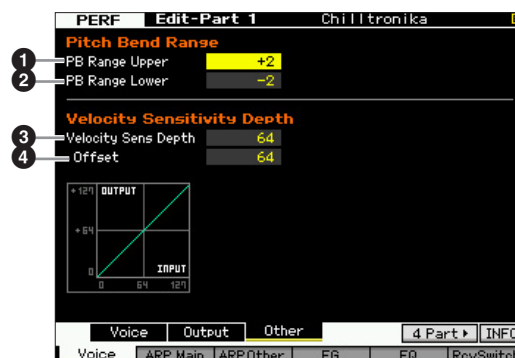 PERF Edit-Part 1 Chilltronika
Pitch Bend Range
1 PB Range Upper +2
2 PB Range Lower -2
Velocity Sensitivity Depth
3 Velocity Sens Depth 64
4 Offset 64
+127 OUTPUT
+64
0 INPUT
0 64 127
Voice Output Other 4 Part INFO
Voice ARP Main ARP Other EG EQ RcvSwitch